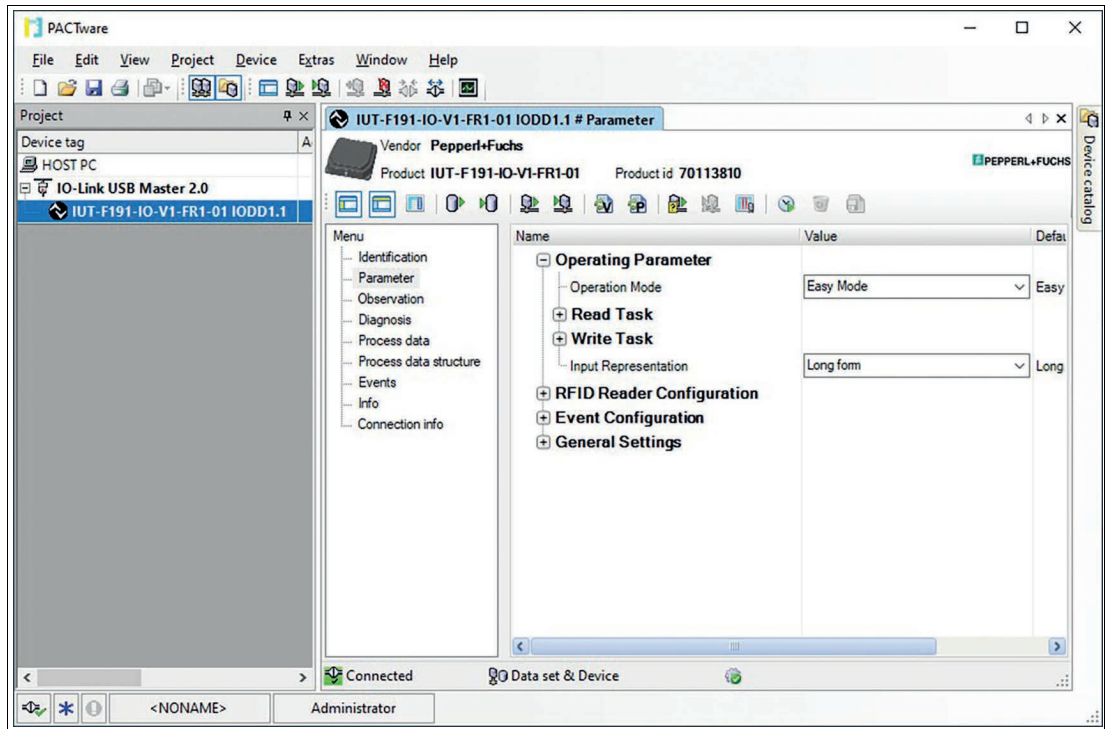 PACTware
File Edit View Project Device Extras Window Help
Project
Device tag A
HOST PC
IO-Link USB Master 2.0
IUT-F191-IO-V1-FR1-01 IODD1.1
IUT-F191-IO-V1-FR1-01 IODD1.1 # Parameter
Vendor Pepperl+Fuchs
Product IUT-F191-IO-V1-FR1-01 Product id 70113810
PEPPERL+FUCHS
Device catalog
Menu
Identification
Parameter
Observation
Diagnosis
Process data
Process data structure
Events
Info
Connection info
Name Value Defau
Operating Parameter
Operation Mode Easy Mode Easy
Read Task
Write Task
Input Representation Long form Long
RFID Reader Configuration
Event Configuration
General Settings
Connected Data set & Device
<NONAME> Administrator